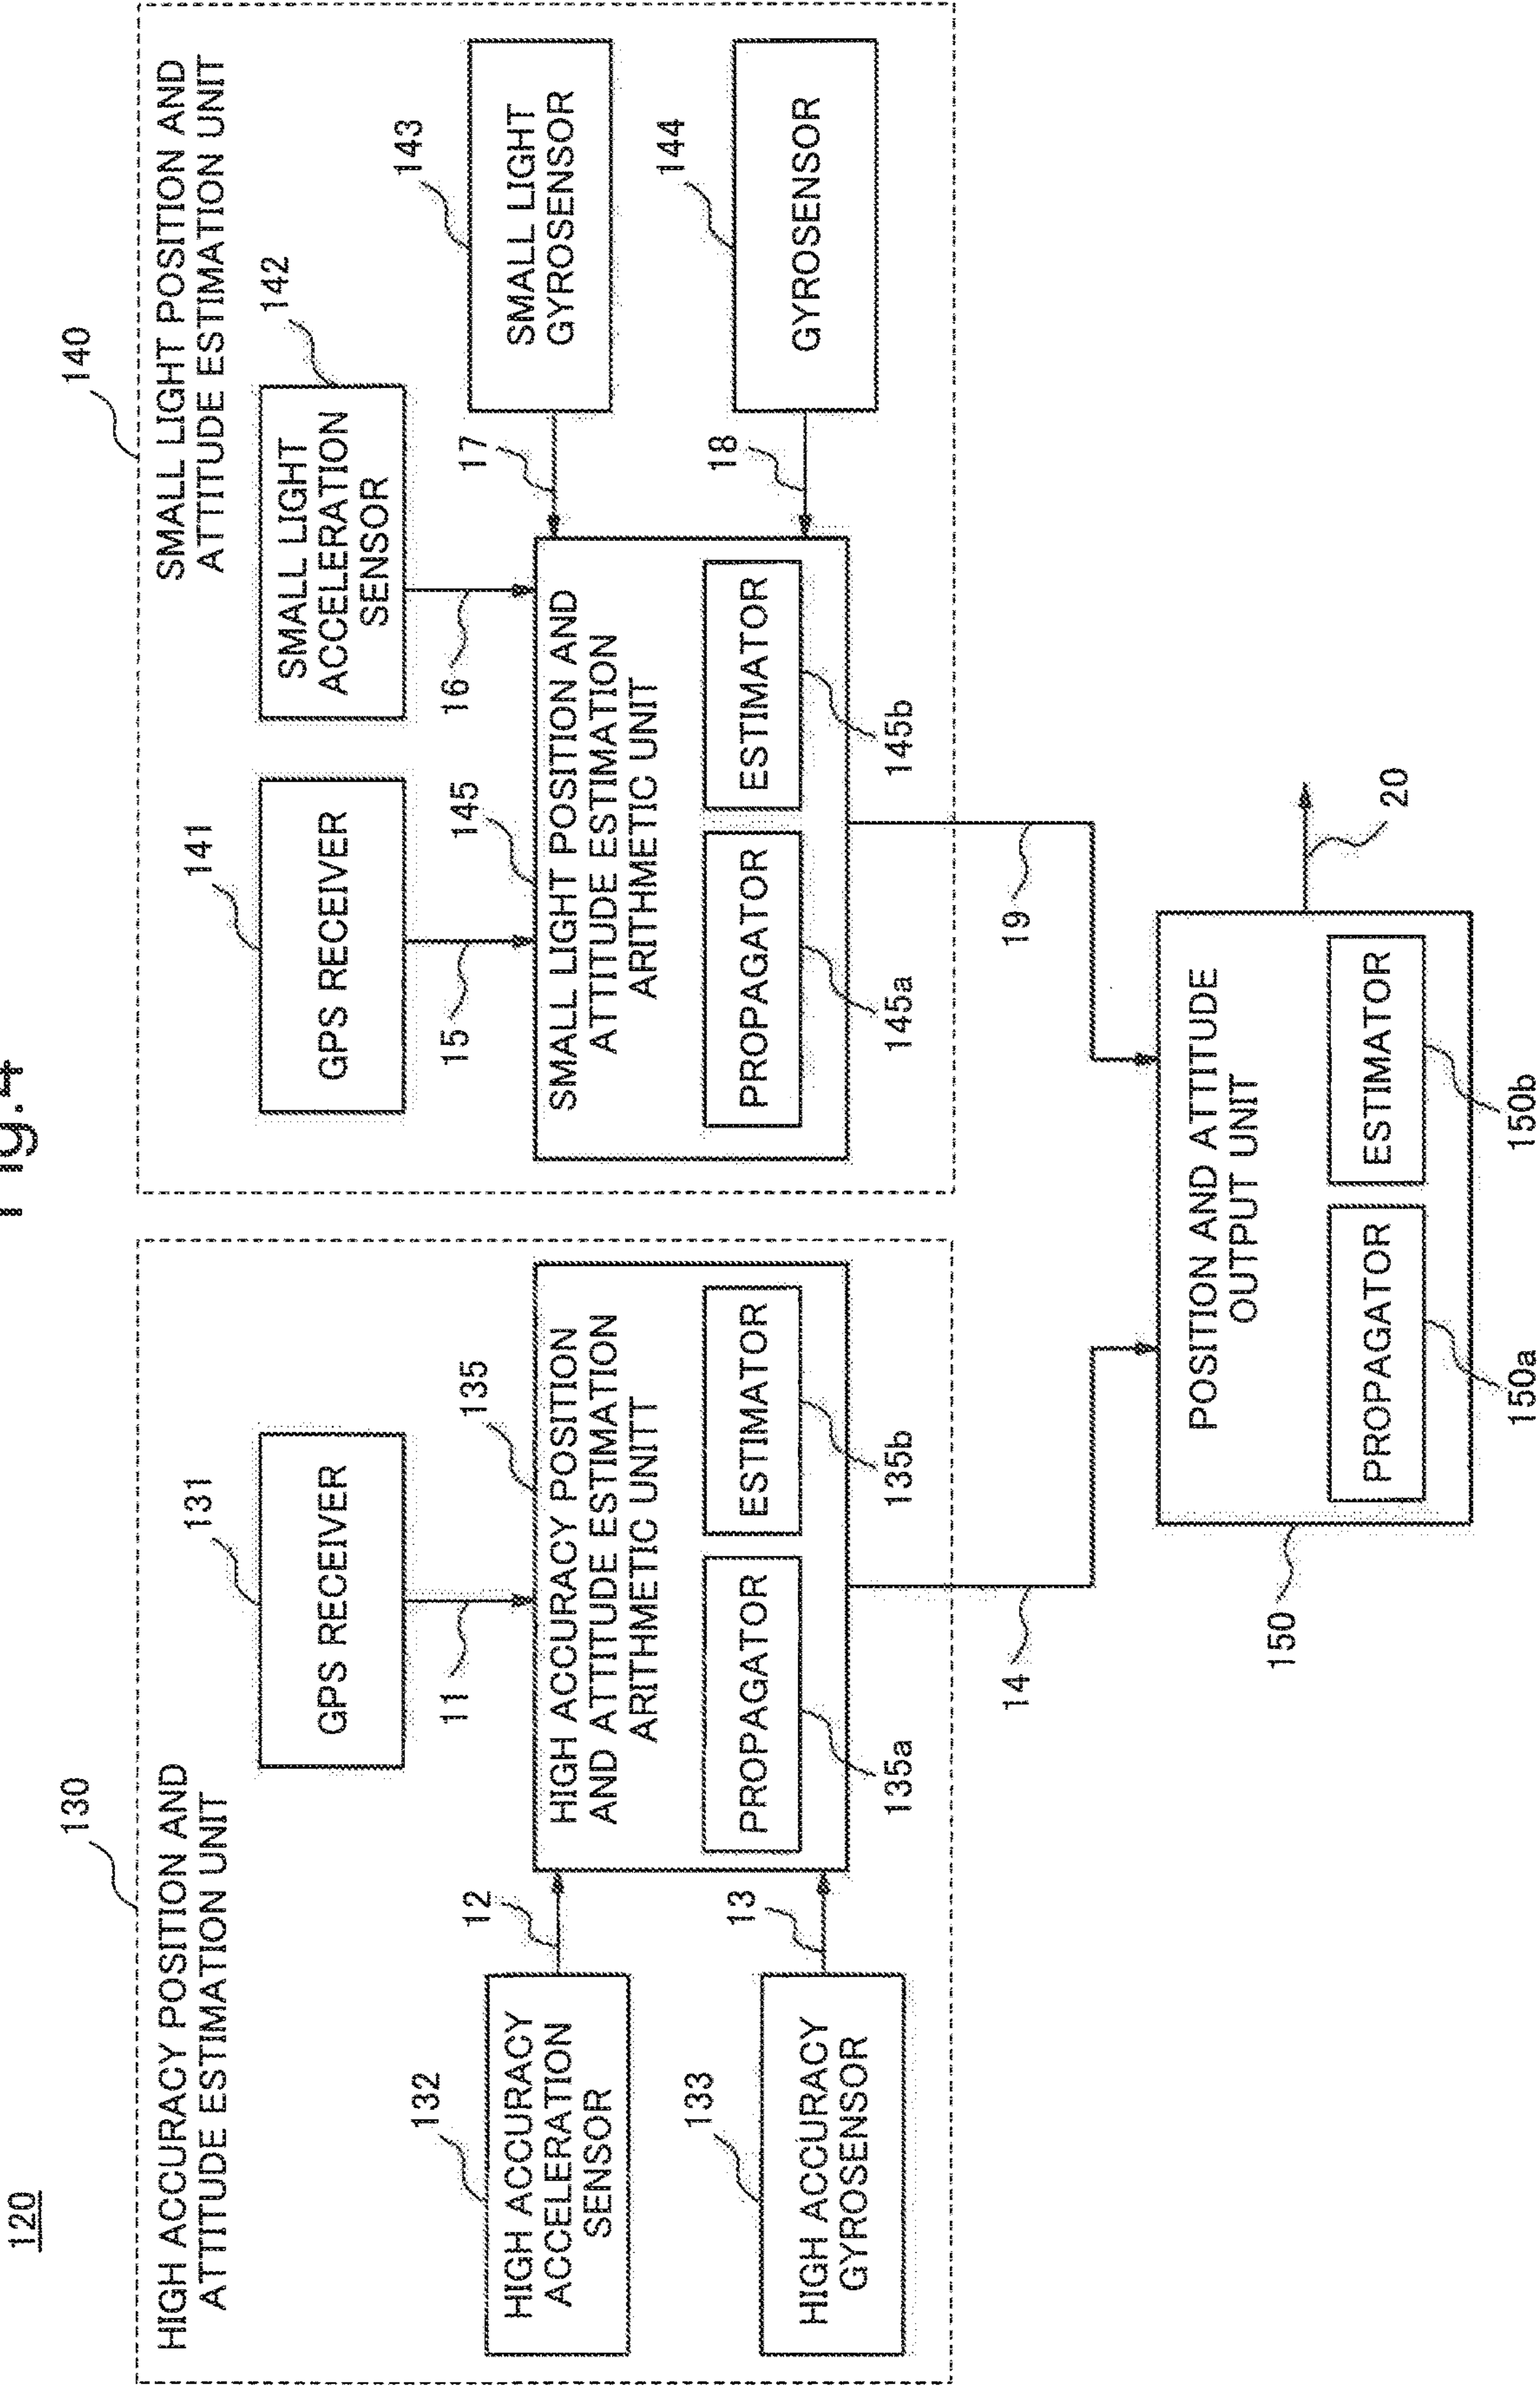 Fig.4
120
130
HIGH ACCURACY POSITION AND
ATTITUDE ESTIMATION UNIT
131
GPS RECEIVER
11
132
HIGH ACCURACY
ACCELERATION
SENSOR
12
133
HIGH ACCURACY
GYROSENSOR
13
135
HIGH ACCURACY POSITION
AND ATTITUDE ESTIMATION
ARITHMETIC UNIT
PROPAGATOR
135a
ESTIMATOR
135b
14
140
SMALL LIGHT POSITION AND
ATTITUDE ESTIMATION UNIT
141
GPS RECEIVER
15
142
SMALL LIGHT
ACCELERATION
SENSOR
16
143
SMALL LIGHT
GYROSENSOR
17
144
GYROSENSOR
18
145
SMALL LIGHT POSITION AND
ATTITUDE ESTIMATION
ARITHMETIC UNIT
PROPAGATOR
145a
ESTIMATOR
145b
19
150
POSITION AND ATTITUDE
OUTPUT UNIT
PROPAGATOR
150a
ESTIMATOR
150b
20